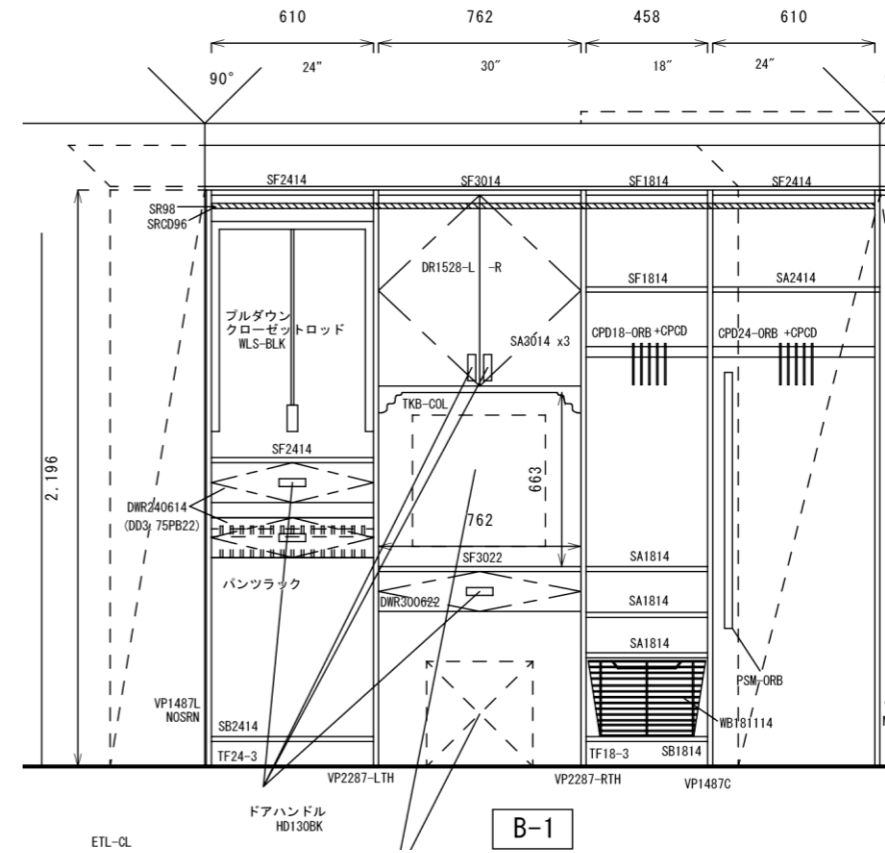 610 762 458 610
24" 30" 18" 24"
90°
SF2414 SF3014 SF1814 SF2414
SR98
SRCD96
DR1528-L -R
SF1814 SA2414
プルダウン
クローゼットロッド
WLS-BLK
SA3014 x3
CPD18-ORB +CPCD CPD24-ORB +CPCD
TKB-COL
SF2414
2,196
663
DWR240614
(DD3 75PB22)
762
SF3022
SA1814
パンツラック
DWR300622
SA1814
SA1814
PSM-ORB
VP1487L
NOSRN
WB181114
SB2414
TF24-3
TF18-3 SB1814
VP2287-LTH VP2287-RTH VP1487C
ドアハンドル
HD130BK
B-1
ETL-CL